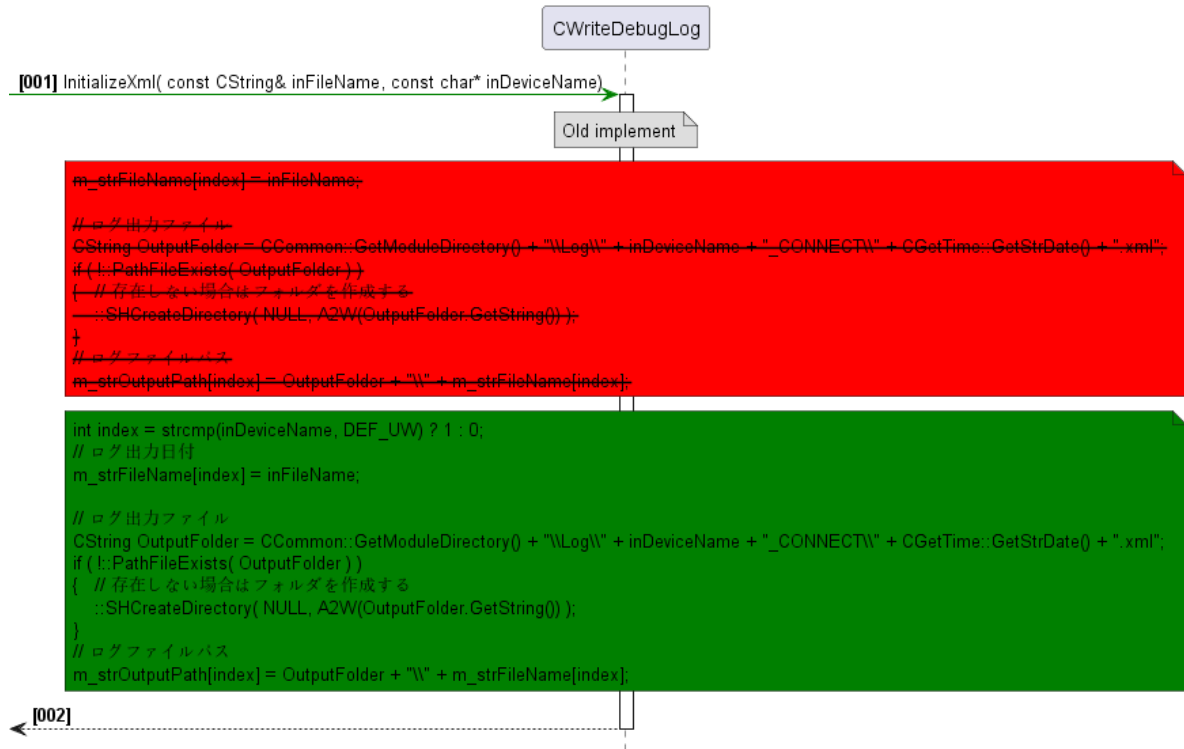 CWriteDebugLog
[001] InitializeXml( const CString& inFileName, const char* inDeviceName)
Old implement
m_strFileName[index] = inFileName;
// ログ出力ファイル
CString OutputFolder = CCommon::GetModuleDirectory() + "\\Log\\" + inDeviceName + "_CONNECT\\" + CGetTime::GetStrDate() + ".xml";
if ( !::PathFileExists( OutputFolder ) )
{   // 存在しない場合はフォルダを作成する
    ::SHCreateDirectory( NULL, A2W(OutputFolder.GetString()) );
}
// ログファイルパス
m_strOutputPath[index] = OutputFolder + "\\" + m_strFileName[index];
int index = strcmp(inDeviceName, DEF_UW) ? 1 : 0;
// ログ出力日付
m_strFileName[index] = inFileName;
// ログ出力ファイル
CString OutputFolder = CCommon::GetModuleDirectory() + "\\Log\\" + inDeviceName + "_CONNECT\\" + CGetTime::GetStrDate() + ".xml";
if ( !::PathFileExists( OutputFolder ) )
{   // 存在しない場合はフォルダを作成する
    ::SHCreateDirectory( NULL, A2W(OutputFolder.GetString()) );
}
// ログファイルパス
m_strOutputPath[index] = OutputFolder + "\\" + m_strFileName[index];
[002]